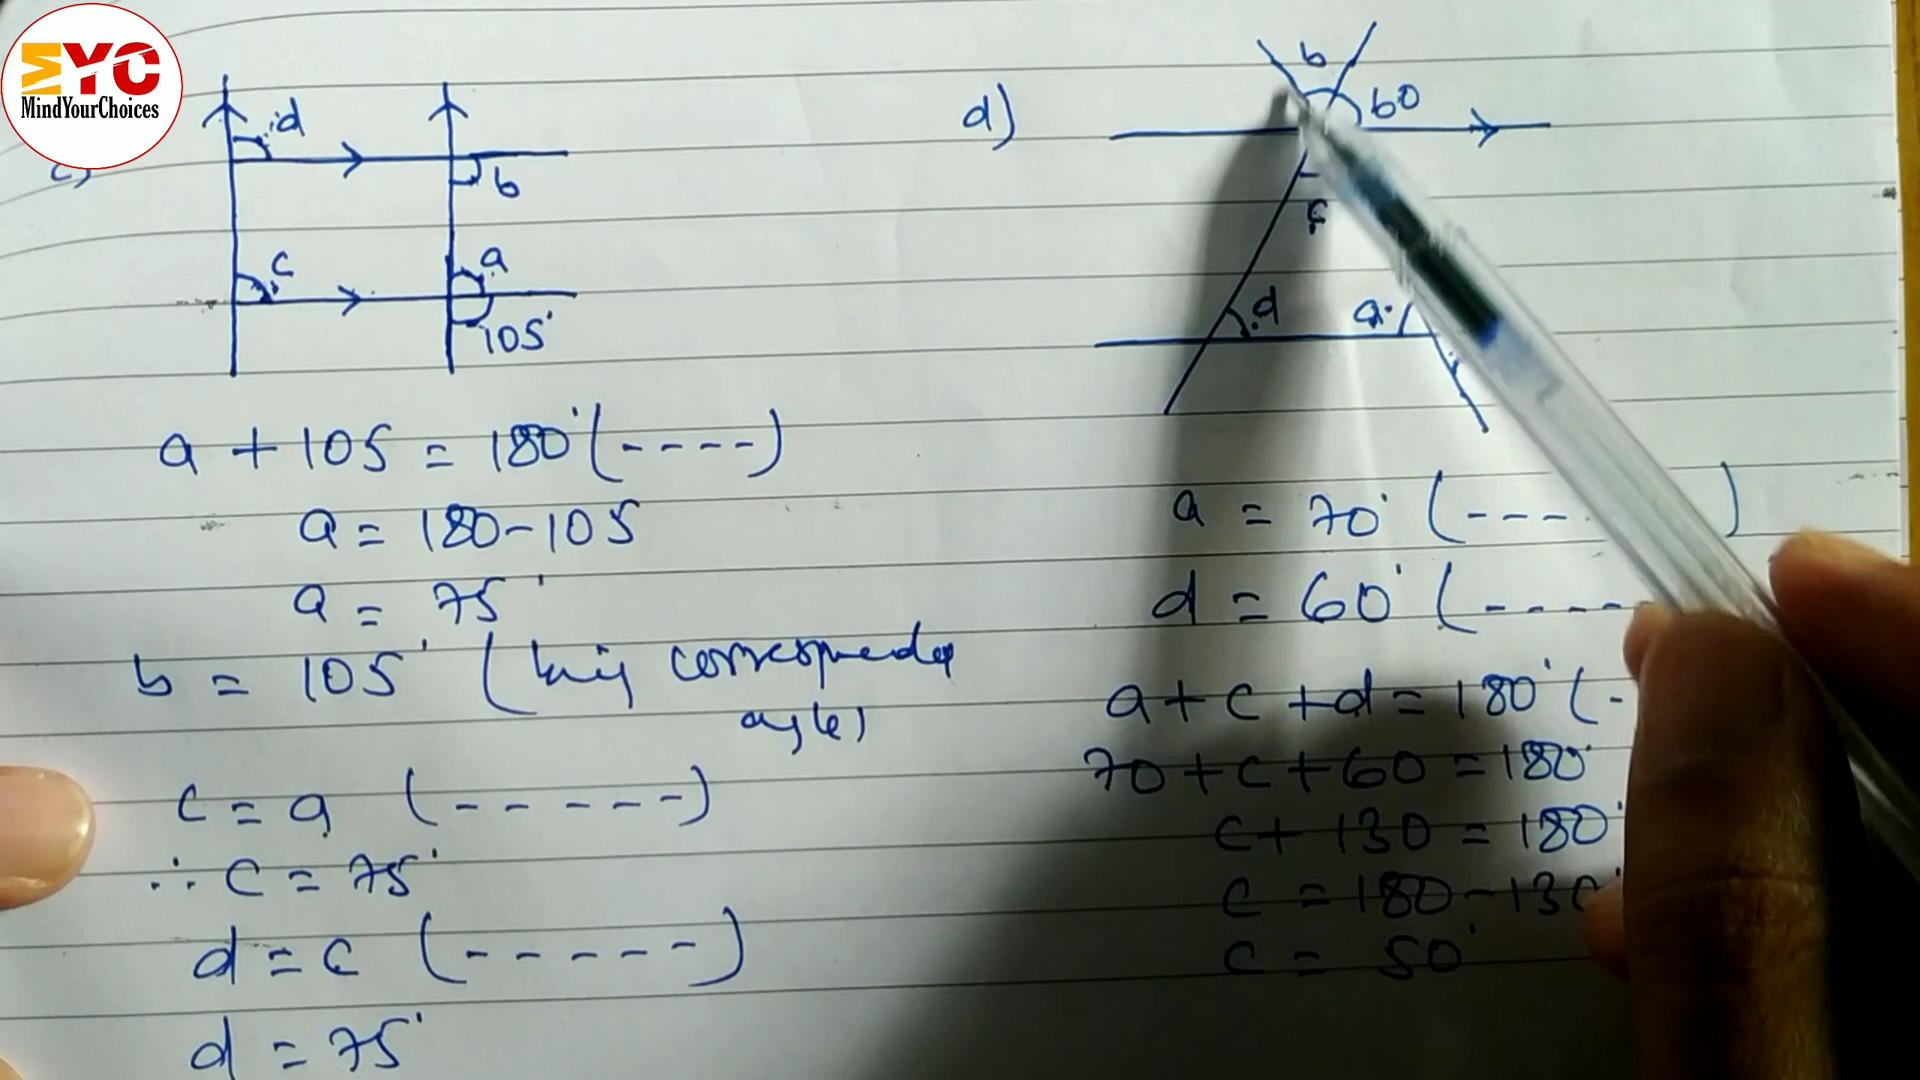 MYC
MindYourChoices
c)
d
b
c
a
105°
a + 105 = 180° (----)
a = 180-105
a = 75°
b = 105° (being corresponding
angles)
c = a (-----)
∴ c = 75°
d = c (-----)
d = 75°
d)
b
60
c
d
a
a = 70° (---)
d = 60° (-----
a + c + d = 180° (-
70 + c + 60 = 180°
c + 130 = 180°
c = 180-130°
c = 50°